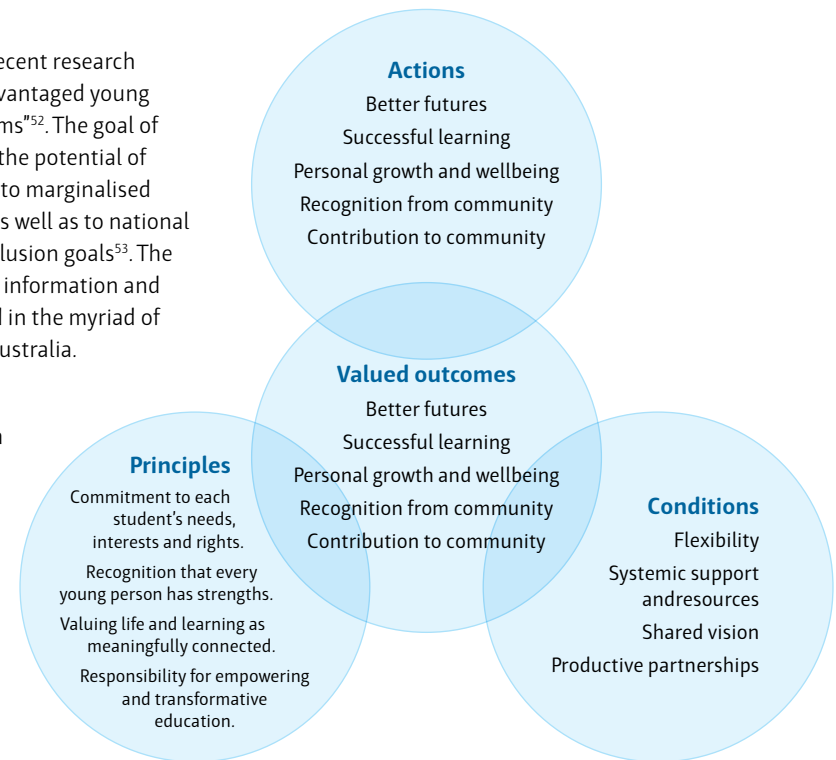 ecent research
vantaged young
ms”52. The goal of
the potential of
to marginalised
s well as to national
lusion goals53. The
information and
in the myriad of
ustralia.
Actions
Better futures
Successful learning
Personal growth and wellbeing
Recognition from community
Contribution to community
Valued outcomes
Better futures
Successful learning
Personal growth and wellbeing
Recognition from community
Contribution to community
Principles
Commitment to each
student’s needs,
interests and rights.
Recognition that every
young person has strengths.
Valuing life and learning as
meaningfully connected.
Responsibility for empowering
and transformative
education.
Conditions
Flexibility
Systemic support
andresources
Shared vision
Productive partnerships